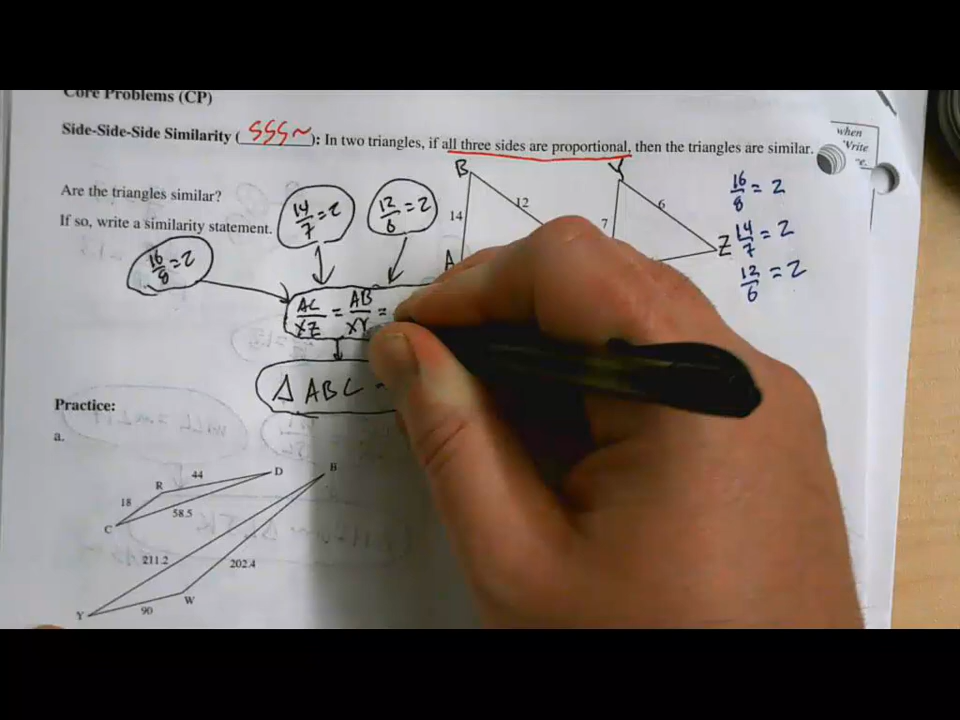 Core Problems (CP)
Side-Side-Side Similarity ( SSS~ ): In two triangles, if all three sides are proportional, then the triangles are similar.
when
Write
Are the triangles similar?
If so, write a similarity statement.
14/7 = 2
12/6 = 2
16/8 = 2
B
14
12
A
Y
7
6
Z
16/8 = 2
14/7 = 2
12/6 = 2
AC/XZ = AB/XY =
△ ABC
Practice:
a.
R
44
D
18
C
58.5
B
211.2
202.4
Y
90
W